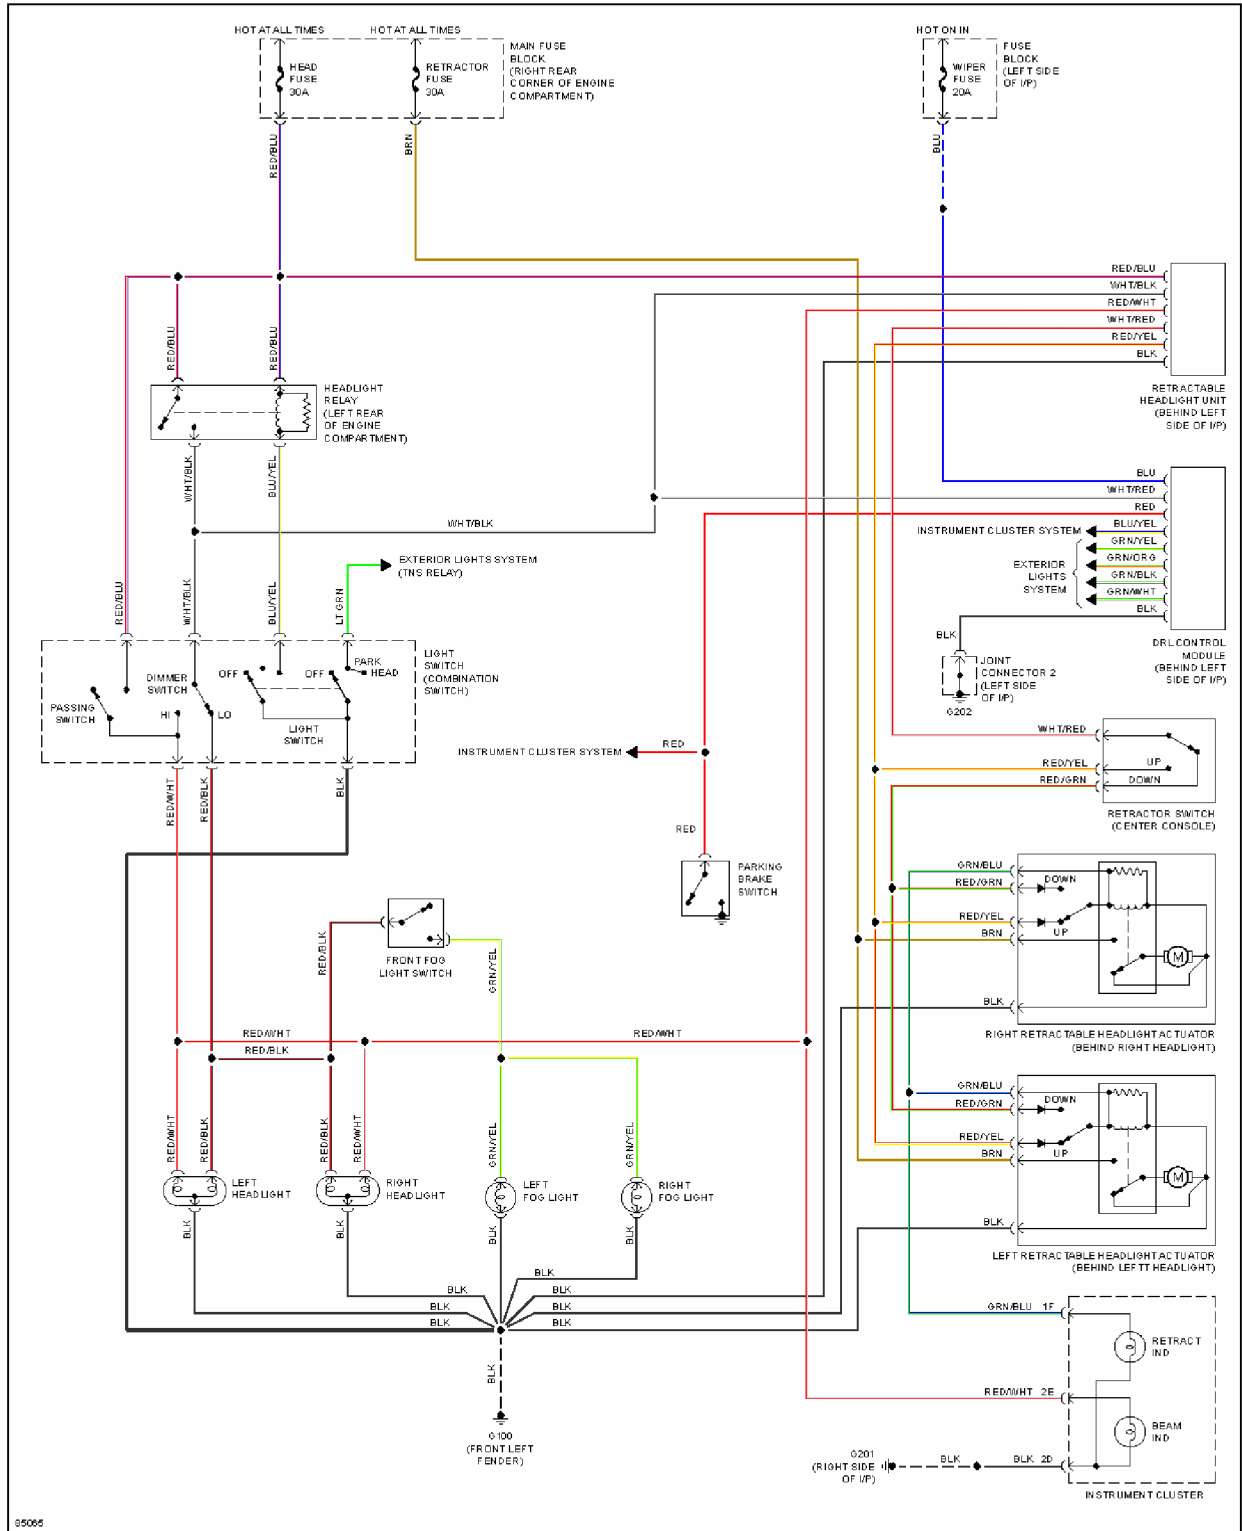 HOT AT ALL TIMES
HOT AT ALL TIMES
HOT ON IN
HEAD
FUSE
30A
RETRACTOR
FUSE
30A
MAIN FUSE
BLOCK
(RIGHT REAR
CORNER OF ENGINE
COMPARTMENT)
WIPER
FUSE
20A
FUSE
BLOCK
(LEFT SIDE
OF I/P)
RED/BLU
BRN
BLU
RED/BLU
WHT/BLK
RED/WHT
WHT/RED
RED/YEL
BLK
RETRACTABLE
HEADLIGHT UNIT
(BEHIND LEFT
SIDE OF I/P)
RED/BLU
RED/BLU
HEADLIGHT
RELAY
(LEFT REAR
OF ENGINE
COMPARTMENT)
WHT/BLK
BLU/YEL
WHT/BLK
BLU
WHT/RED
RED
BLU/YEL
GRN/YEL
GRN/ORG
GRN/BLK
GRN/WHT
BLK
INSTRUMENT CLUSTER SYSTEM
EXTERIOR
LIGHTS
SYSTEM
DRL CONTROL
MODULE
(BEHIND LEFT
SIDE OF I/P)
EXTERIOR LIGHTS SYSTEM
(TNS RELAY)
RED/BLU
WHT/BLK
BLU/YEL
LT GRN
BLK
JOINT
CONNECTOR 2
(LEFT SIDE
OF I/P)
G202
PASSING
SWITCH
DIMMER
SWITCH
HI
LO
OFF
OFF
PARK
HEAD
LIGHT
SWITCH
LIGHT
SWITCH
(COMBINATION
SWITCH)
INSTRUMENT CLUSTER SYSTEM
RED
WHT/RED
RED/YEL
RED/GRN
UP
DOWN
RETRACTOR SWITCH
(CENTER CONSOLE)
RED/WHT
RED/BLK
BLK
RED
PARKING
BRAKE
SWITCH
GRN/BLU
RED/GRN
RED/YEL
BRN
BLK
DOWN
UP
M
RIGHT RETRACTABLE HEADLIGHT ACTUATOR
(BEHIND RIGHT HEADLIGHT)
FRONT FOG
LIGHT SWITCH
RED/BLK
GRN/YEL
RED/WHT
RED/BLK
RED/WHT
GRN/BLU
RED/GRN
RED/YEL
BRN
BLK
DOWN
UP
M
LEFT RETRACTABLE HEADLIGHT ACTUATOR
(BEHIND LEFTT HEADLIGHT)
RED/WHT
RED/BLK
RED/BLK
RED/WHT
GRN/YEL
GRN/YEL
LEFT
HEADLIGHT
RIGHT
HEADLIGHT
LEFT
FOG LIGHT
RIGHT
FOG LIGHT
BLK
BLK
BLK
BLK
BLK
BLK
BLK
BLK
BLK
BLK
BLK
BLK
G100
(FRONT LEFT
FENDER)
GRN/BLU 1F
RETRACT
IND
RED/WHT 2E
BEAM
IND
G201
(RIGHT SIDE
OF I/P)
BLK
BLK 2D
INSTRUMENT CLUSTER
85065